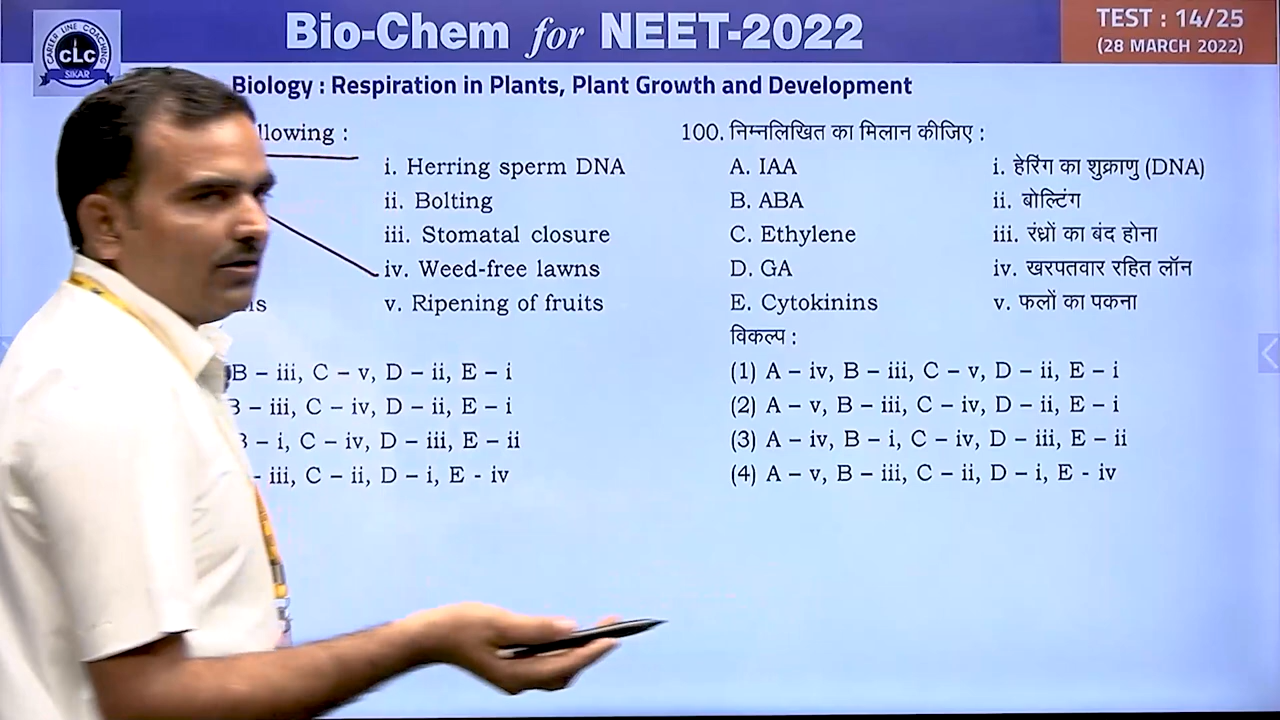 CAREER LINE COACHING
CLC
SIKAR
Bio-Chem for NEET-2022
TEST : 14/25
(28 MARCH 2022)
Biology : Respiration in Plants, Plant Growth and Development
llowing :
i. Herring sperm DNA
ii. Bolting
iii. Stomatal closure
iv. Weed-free lawns
ns v. Ripening of fruits
B – iii, C – v, D – ii, E – i
B – iii, C – iv, D – ii, E – i
B – i, C – iv, D – iii, E – ii
– iii, C – ii, D – i, E - iv
100. निम्नलिखित का मिलान कीजिए :
A. IAA i. हेरिंग का शुक्राणु (DNA)
B. ABA ii. बोल्टिंग
C. Ethylene iii. रंध्रों का बंद होना
D. GA iv. खरपतवार रहित लॉन
E. Cytokinins v. फलों का पकना
विकल्प :
(1) A – iv, B – iii, C – v, D – ii, E – i
(2) A – v, B – iii, C – iv, D – ii, E – i
(3) A – iv, B – i, C – iv, D – iii, E – ii
(4) A – v, B – iii, C – ii, D – i, E - iv